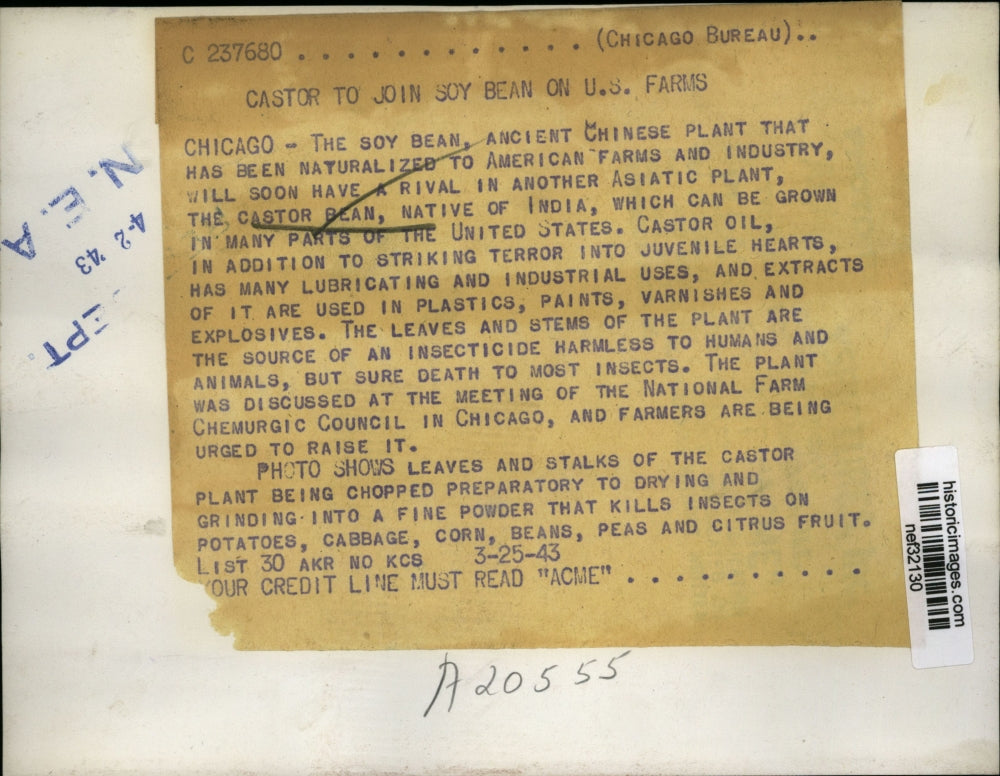 C 237680 . . . . . . . . . . . . . (CHICAGO BUREAU)..
CASTOR TO JOIN SOY BEAN ON U.S. FARMS
CHICAGO - THE SOY BEAN, ANCIENT CHINESE PLANT THAT
HAS BEEN NATURALIZED TO AMERICAN FARMS AND INDUSTRY,
WILL SOON HAVE A RIVAL IN ANOTHER ASIATIC PLANT,
THE CASTOR BEAN, NATIVE OF INDIA, WHICH CAN BE GROWN
IN MANY PARTS OF THE UNITED STATES. CASTOR OIL,
IN ADDITION TO STRIKING TERROR INTO JUVENILE HEARTS,
HAS MANY LUBRICATING AND INDUSTRIAL USES, AND EXTRACTS
OF IT ARE USED IN PLASTICS, PAINTS, VARNISHES AND
EXPLOSIVES. THE LEAVES AND STEMS OF THE PLANT ARE
THE SOURCE OF AN INSECTICIDE HARMLESS TO HUMANS AND
ANIMALS, BUT SURE DEATH TO MOST INSECTS. THE PLANT
WAS DISCUSSED AT THE MEETING OF THE NATIONAL FARM
CHEMURGIC COUNCIL IN CHICAGO, AND FARMERS ARE BEING
URGED TO RAISE IT.
PHOTO SHOWS LEAVES AND STALKS OF THE CASTOR
PLANT BEING CHOPPED PREPARATORY TO DRYING AND
GRINDING INTO A FINE POWDER THAT KILLS INSECTS ON
POTATOES, CABBAGE, CORN, BEANS, PEAS AND CITRUS FRUIT.
LIST 30 AKR NO KCS 3-25-43
YOUR CREDIT LINE MUST READ "ACME" . . . . . . . . . .
N. E. A
4-2 '43
EPT.
historicimages.com
nef32130
A20555